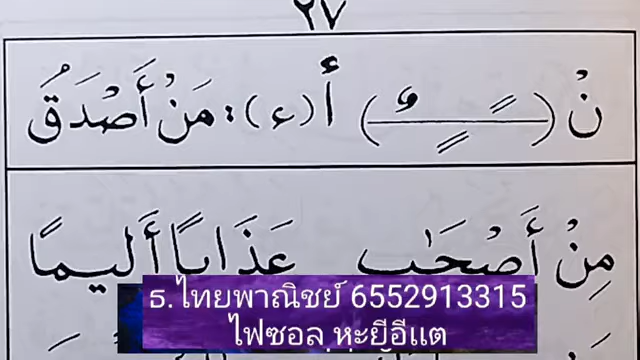 ٢٧
نْ (ـًـٍـٌ) أ (ء) : مَنْ أَصْدَقُ
مِنْ أَصْحَٰبِ عَذَابًا أَلِيمًا
ธ.ไทยพาณิชย์ 6552913315
ไฟซอล หะยีอีแต